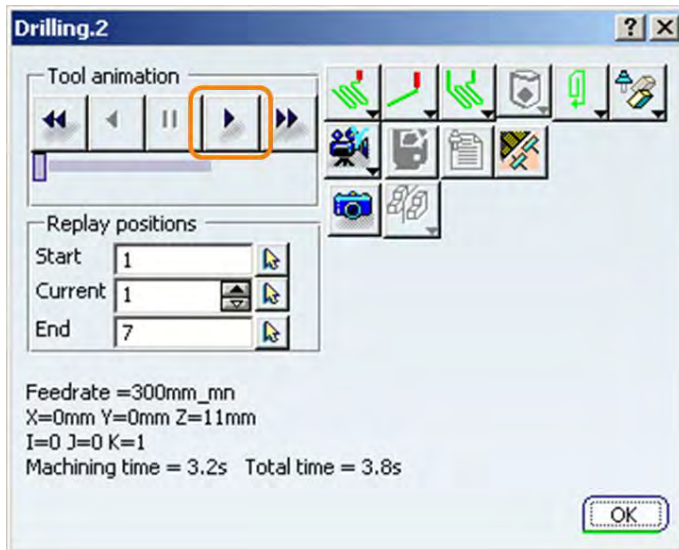 Drilling.2
Tool animation
Replay positions
Start 1
Current 1
End 7
Feedrate =300mm_mn
X=0mm Y=0mm Z=11mm
I=0 J=0 K=1
Machining time = 3.2s Total time = 3.8s
OK